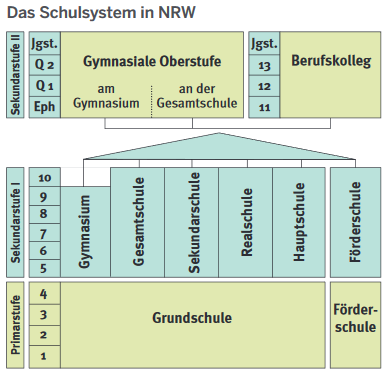 Das Schulsystem in NRW
Sekundarstufe II
Jgst.
Q 2
Q 1
Eph
Gymnasiale Oberstufe
am
Gymnasium
an der
Gesamtschule
Jgst.
13
12
11
Berufskolleg
Sekundarstufe I
10
9
8
7
6
5
Gymnasium
Gesamtschule
Sekundarschule
Realschule
Hauptschule
Förderschule
Primarstufe
4
3
2
1
Grundschule
Förder-
schule